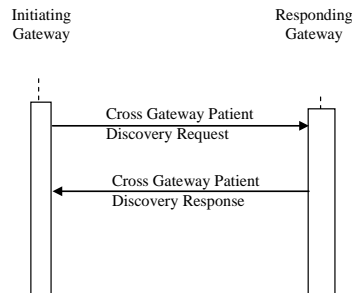 Initiating
Gateway
Responding
Gateway
Cross Gateway Patient
Discovery Request
Cross Gateway Patient
Discovery Response